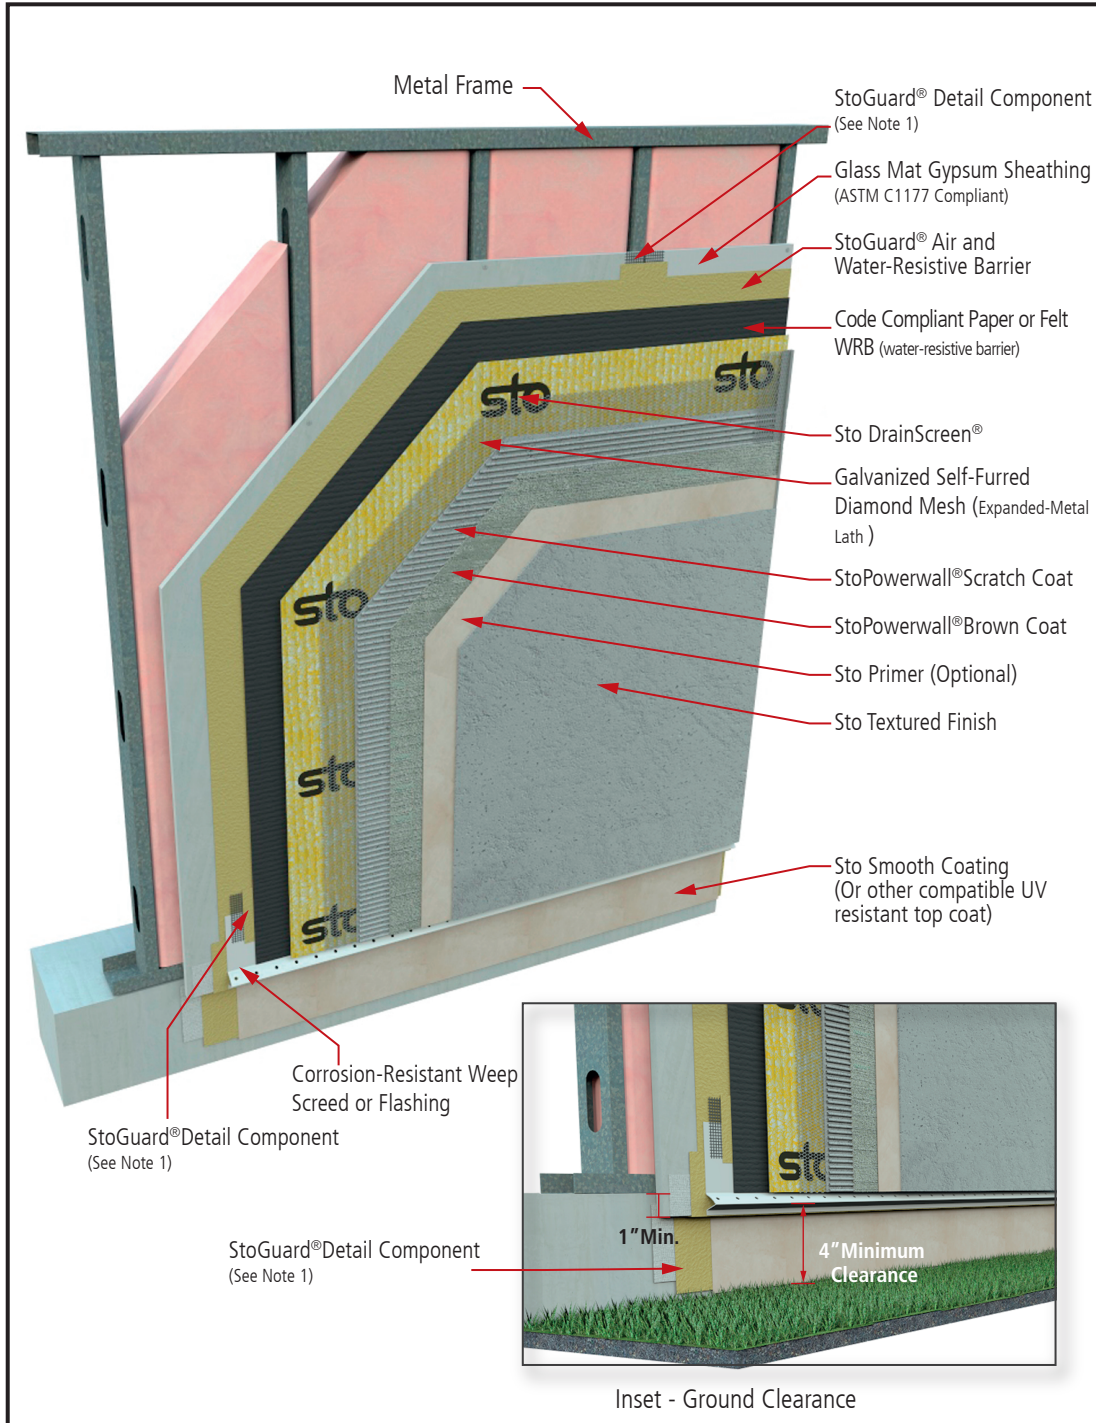 Metal Frame
StoGuard® Detail Component
(See Note 1)
Glass Mat Gypsum Sheathing
(ASTM C1177 Compliant)
StoGuard® Air and
Water-Resistive Barrier
Code Compliant Paper or Felt
WRB (water-resistive barrier)
sto
sto
Sto DrainScreen®
Galvanized Self-Furred
Diamond Mesh (Expanded-Metal
Lath )
StoPowerwall®Scratch Coat
sto
StoPowerwall®Brown Coat
Sto Primer (Optional)
Sto Textured Finish
sto
Sto Smooth Coating
(Or other compatible UV
resistant top coat)
sto
Corrosion-Resistant Weep
Screed or Flashing
StoGuard®Detail Component
(See Note 1)
sto
1”Min.
StoGuard®Detail Component
(See Note 1)
4”Minimum
Clearance
Inset - Ground Clearance